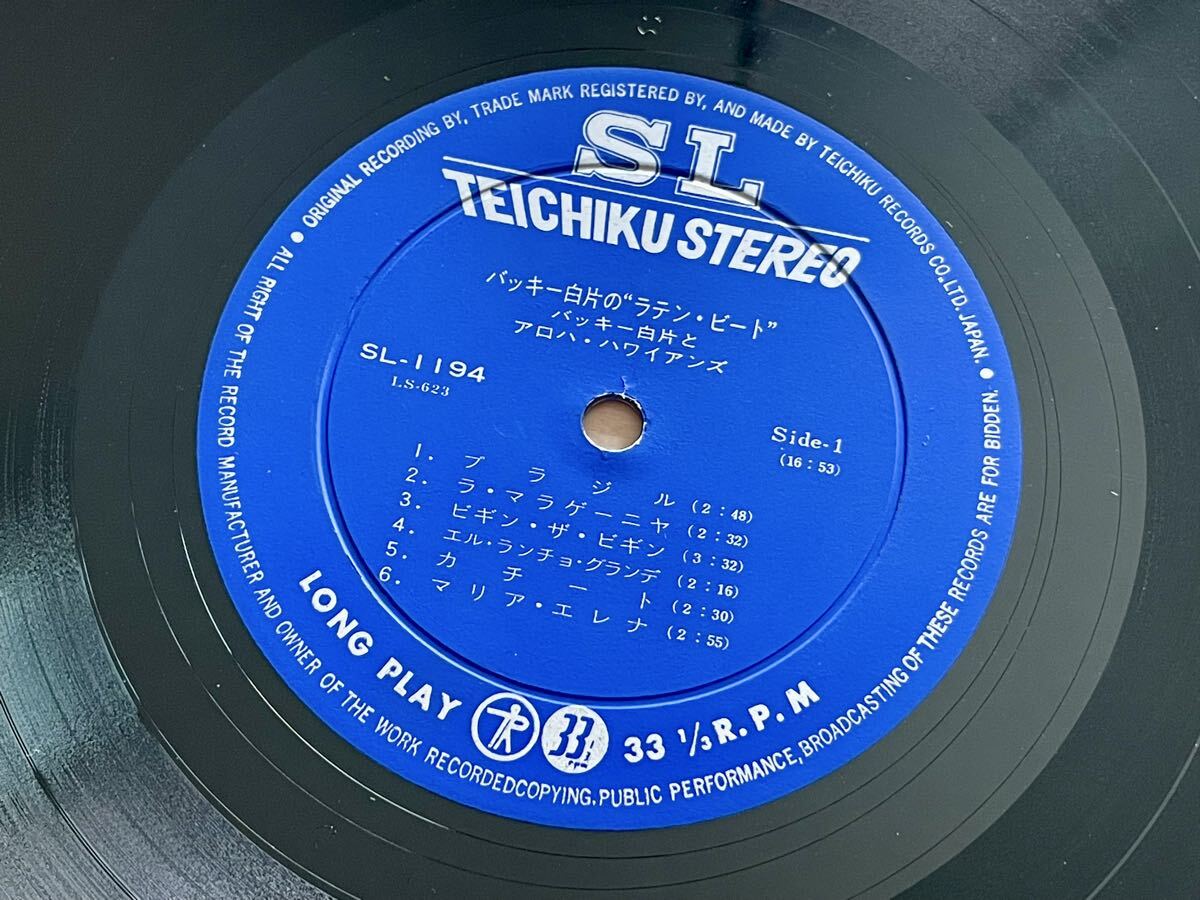 ● ORIGINAL RECORDING BY, TRADE MARK REGISTERED BY, AND MADE BY TEICHIKU RECORDS CO. LTD. JAPAN. ●
SL
TEICHIKU STEREO
バッキー白片の“ラテン・ビート”
バッキー白片と
アロハ・ハワイアンズ
SL-1194
LS-623
Side-1
(16:53)
1. ブラジル (2:48)
2. ラ・マラゲーニヤ (2:32)
3. ビギン・ザ・ビギン (3:32)
4. エル・ランチョ・グランデ (2:16)
5. カチート (2:30)
6. マリア・エレナ (2:55)
LONG PLAY 33⅓ RPM 33 1/3 R.P.M
ALL RIGHT OF THE RECORD MANUFACTURER AND OWNER OF THE WORK RECORDEDCOPYING, PUBLIC PERFORMANCE, BROADCASTING OF THESE RECORDS ARE FOR BIDDEN.